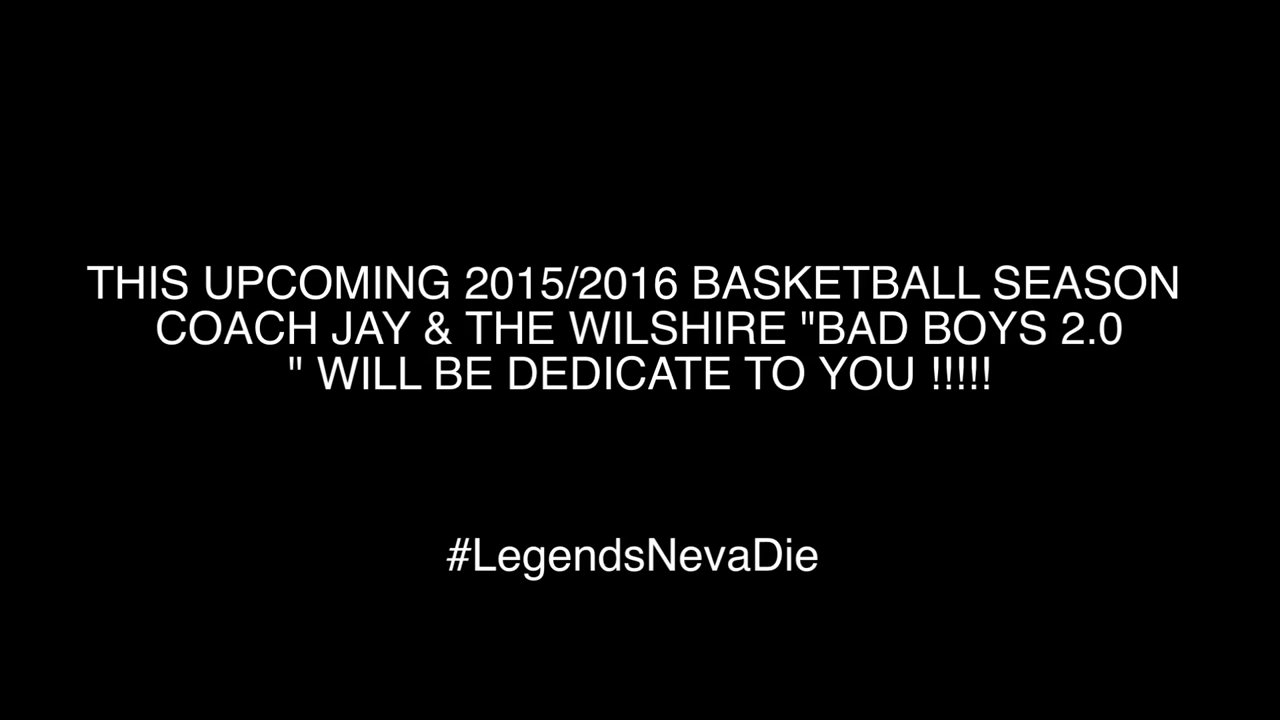 THIS UPCOMING 2015/2016 BASKETBALL SEASON
COACH JAY & THE WILSHIRE "BAD BOYS 2.0
" WILL BE DEDICATE TO YOU !!!!!
#LegendsNevaDie